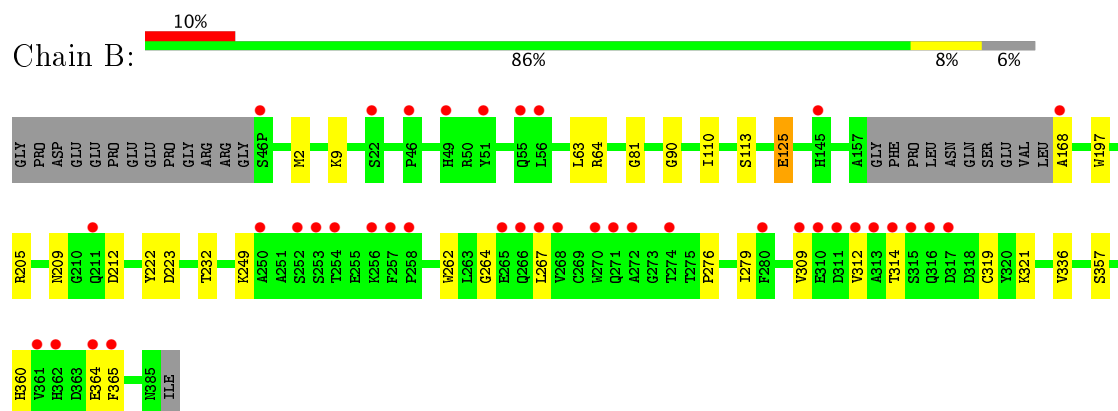 10%
Chain B:
86% 8% 6%
GLY PRO ASP GLU GLU PRO GLU GLU PRO GLY ARG ARG GLY S46P M2 K9 S22 P46 H49 R50 Y51 Q55 L56 L63 R64 G81 G90 I110 S113 E125 H145 A157 GLY PHE PRO LEU ASN GLN SER GLU VAL LEU A168 W197
R205 N209 G210 Q211 D212 Y222 D223 T232 K249 A250 A251 S252 S253 T254 E255 K256 F257 P258 W262 L263 G264 E265 Q266 L267 V268 C269 W270 Q271 A272 G273 T274 T275 P276 I279 F280 V309 E310 D311 V312 A313 T314 S315 Q316 D317 D318 C319 Y320 K321 V336 S357
H360 V361 H362 D363 E364 F365 N385 ILE